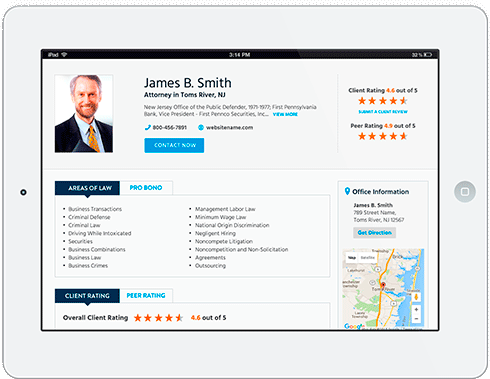 iPad
3:14 PM
32 %
James B. Smith
Attorney in Toms River, NJ
New Jersey Office of the Public Defender, 1971-1977; First Pennsylvania
Bank, Vice President - First Pennco Securities, Inc... VIEW MORE
800-456-7891
websitename.com
CONTACT NOW
Client Rating 4.6 out of 5
SUBMIT A CLIENT REVIEW
Peer Rating 4.9 out of 5
AREAS OF LAW
PRO BONO
• Business Transactions
• Criminal Defense
• Criminal Law
• Driving While Intoxicated
• Securities
• Business Combinations
• Business Law
• Business Crimes
• Management Labor Law
• Minimum Wage Law
• National Origin Discrimination
• Negligent Hiring
• Noncompete Litigation
• Noncompetition and Non-Solicitation
• Agreements
• Outsourcing
Office Information
James B. Smith
789 Street Name,
Toms River, NJ 12567
Get Direction
Map
Satellite
Toms River
Google
CLIENT RATING
PEER RATING
Overall Client Rating 4.6 out of 5